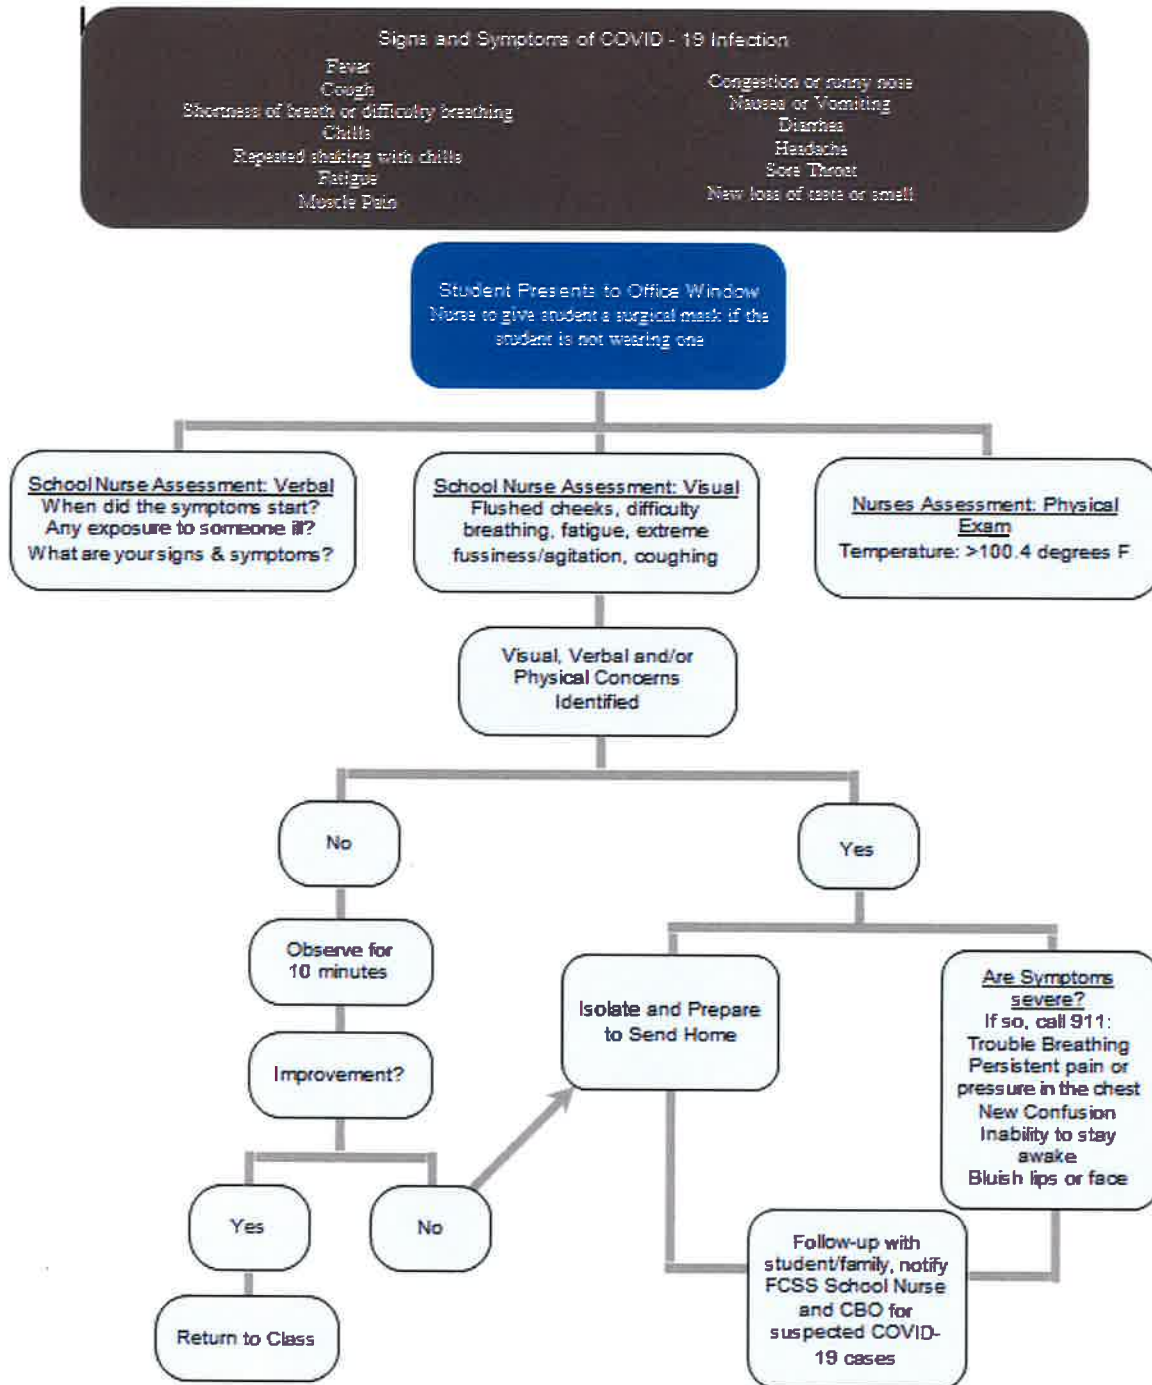 Signs and Symptoms of COVID - 19 Infection
Fever
Cough
Shortness of breath or difficulty breathing
Chills
Repeated shaking with chills
Fatigue
Muscle Pain
Congestion or runny nose
Nausea or Vomiting
Diarrhea
Headache
Sore Throat
New loss of taste or smell
Student Presents to Office Window
Nurse to give student a surgical mask if the
student is not wearing one
School Nurse Assessment: Verbal
When did the symptoms start?
Any exposure to someone ill?
What are your signs & symptoms?
School Nurse Assessment: Visual
Flushed cheeks, difficulty
breathing, fatigue, extreme
fussiness/agitation, coughing
Nurses Assessment: Physical
Exam
Temperature: >100.4 degrees F
Visual, Verbal and/or
Physical Concerns
Identified
No
Yes
Observe for
10 minutes
Improvement?
Isolate and Prepare
to Send Home
Are Symptoms
severe?
If so, call 911:
Trouble Breathing
Persistent pain or
pressure in the chest
New Confusion
Inability to stay
awake
Bluish lips or face
Yes
No
Return to Class
Follow-up with
student/family, notify
FCSS School Nurse
and CBO for
suspected COVID-
19 cases